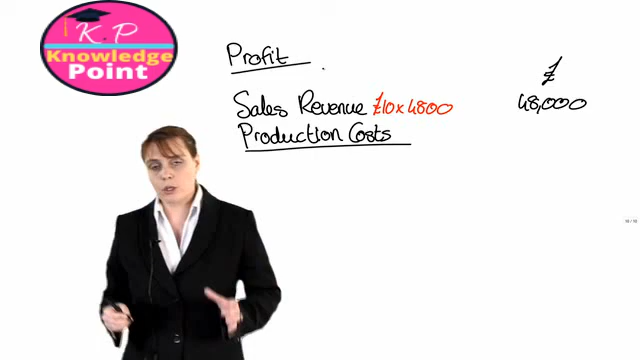 K.P
Knowledge
Point
Profit
£
Sales Revenue £10 x 4800 48,000
Production Costs